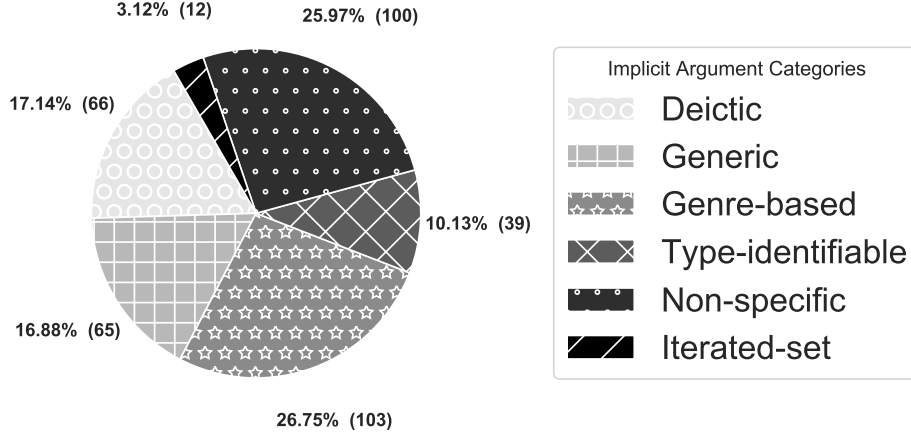 3.12% (12)
25.97% (100)
17.14% (66)
10.13% (39)
16.88% (65)
26.75% (103)
Implicit Argument Categories
Deictic
Generic
Genre-based
Type-identifiable
Non-specific
Iterated-set